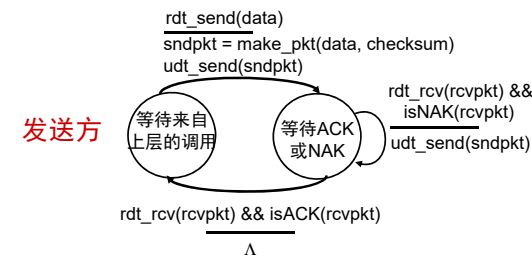 rdt_send(data)
sndpkt = make_pkt(data, checksum)
udt_send(sndpkt)
rdt_rcv(rcvpkt) &&
isNAK(rcvpkt)
udt_send(sndpkt)
发送方
等待来自
上层的调用
等待ACK
或NAK
rdt_rcv(rcvpkt) && isACK(rcvpkt)
Λ